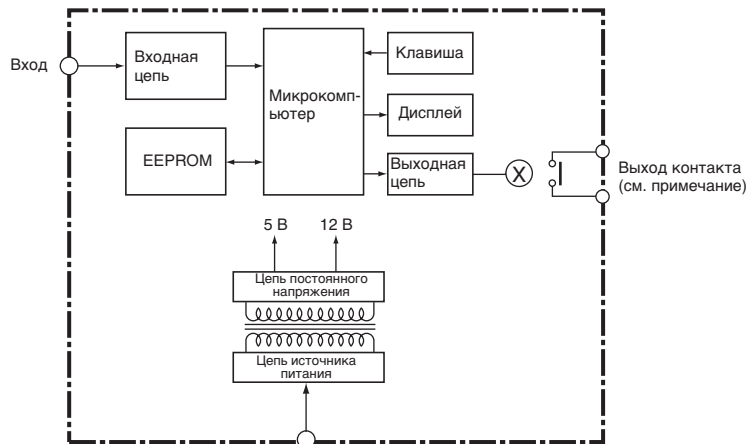 Вход
Входная
цепь
Микрокомп-
ьютер
Клавиша
Дисплей
EEPROM
Выходная
цепь
X
Выход контакта
(см. примечание)
5 В
12 В
Цепь постоянного
напряжения
Цепь источника
питания